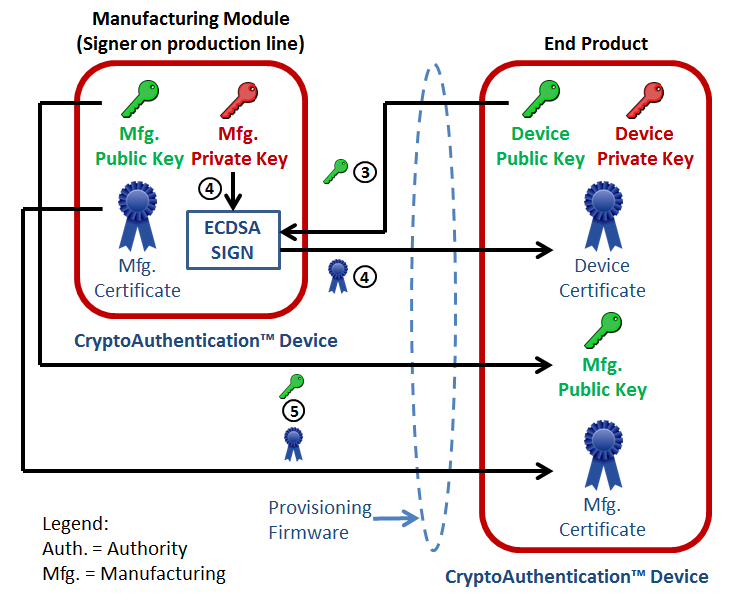 Manufacturing Module
(Signer on production line)
End Product
Mfg.
Public Key
Mfg.
Private Key
Device
Public Key
Device
Private Key
3
4
ECDSA
SIGN
4
Mfg.
Certificate
Device
Certificate
CryptoAuthentication™ Device
Mfg.
Public Key
5
Provisioning
Firmware
Mfg.
Certificate
Legend:
Auth. = Authority
Mfg. = Manufacturing
CryptoAuthentication™ Device